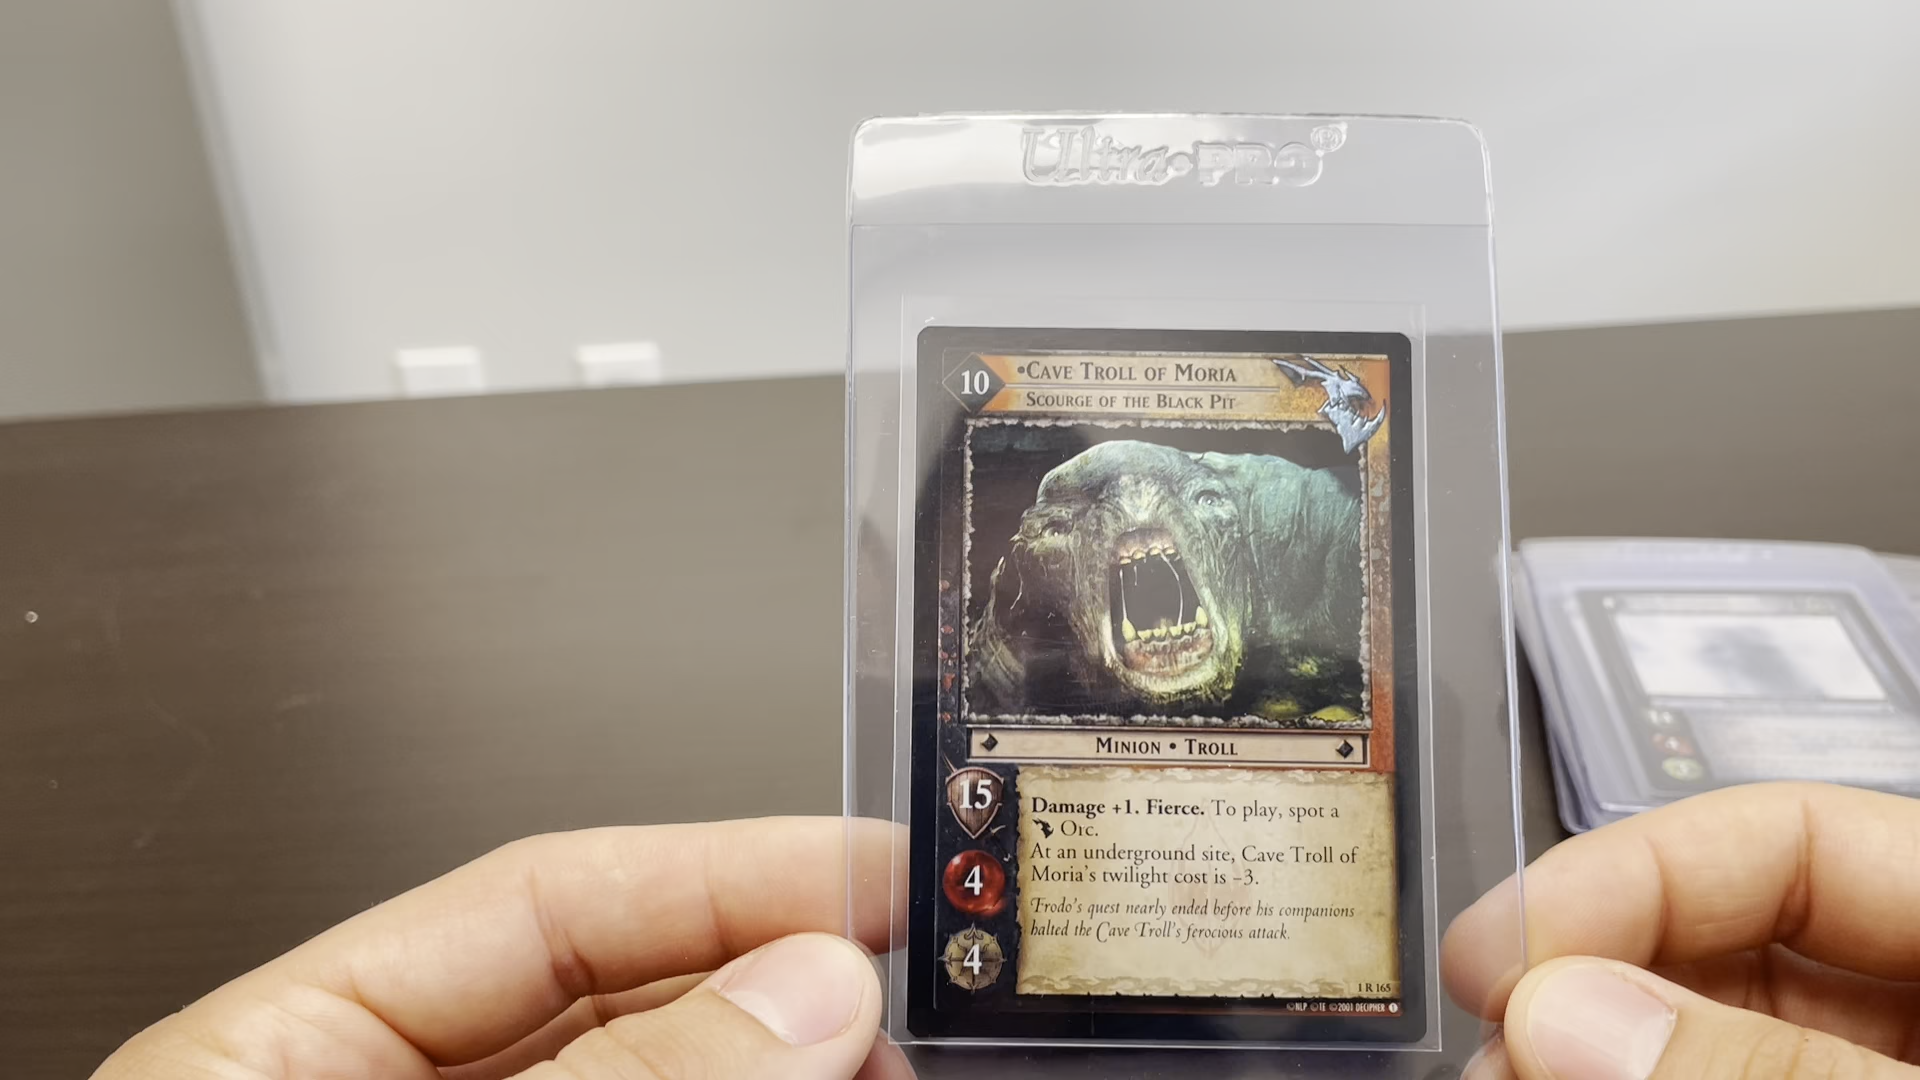 Ultra•PRO®
10
•Cave Troll of Moria
Scourge of the Black Pit
Minion • Troll
15
Damage +1. Fierce. To play, spot a
Orc.
At an underground site, Cave Troll of
Moria's twilight cost is –3.
4
Frodo's quest nearly ended before his companions
halted the Cave Troll's ferocious attack.
4
1 R 165
©NLP ©TE ©2001 DECIPHER